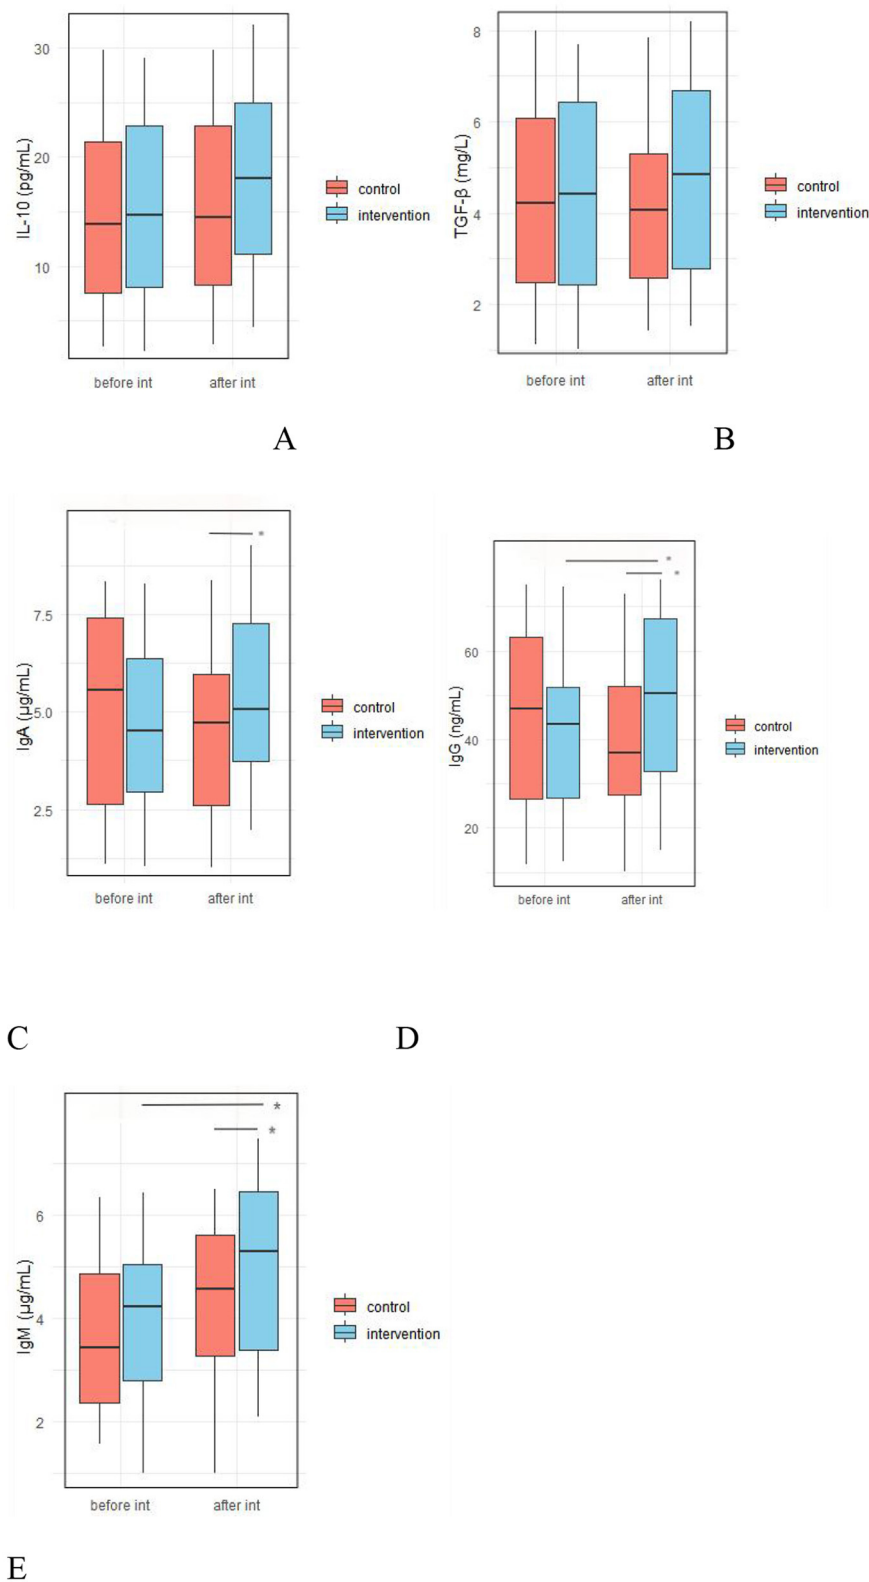 30
20
10
IL-10 (pg/mL)
before int
after int
control
intervention
A
8
6
4
2
TGF-β (mg/L)
before int
after int
control
intervention
B
*
7.5
5.0
2.5
IgA (µg/mL)
before int
after int
control
intervention
C
*
*
60
40
20
IgG (ng/mL)
before int
after int
control
intervention
D
*
*
6
4
2
IgM (µg/mL)
before int
after int
control
intervention
E